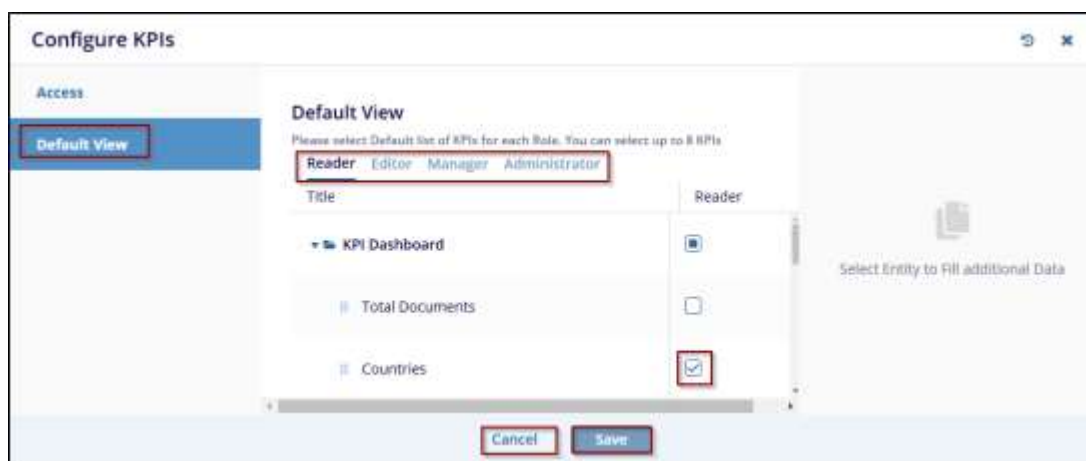 Configure KPIs
Access
Default View
Default View
Please select Default list of KPIs for each Role. You can select up to 8 KPIs
Reader Editor Manager Administrator
Title Reader
KPI Dashboard
Total Documents
Countries
Select Entity to Fill additional Data
Cancel Save